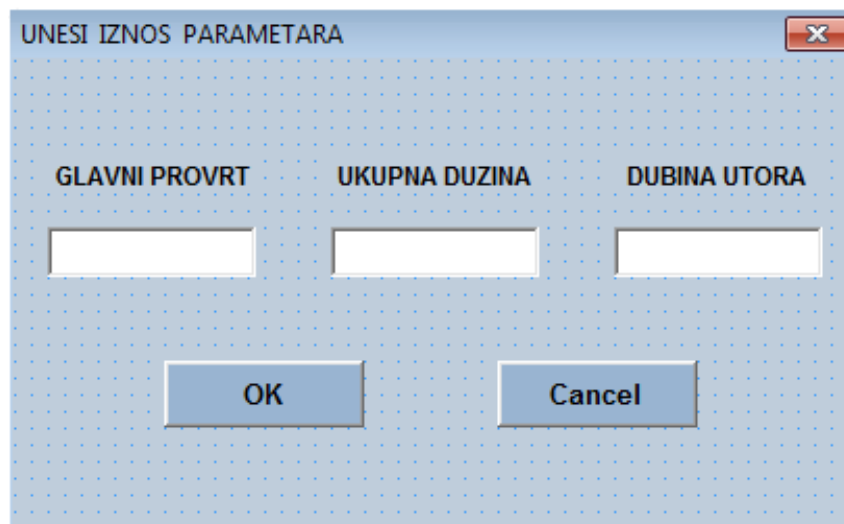 UNESI IZNOS PARAMETARA
GLAVNI PROVRT UKUPNA DUZINA DUBINA UTORA
OK Cancel